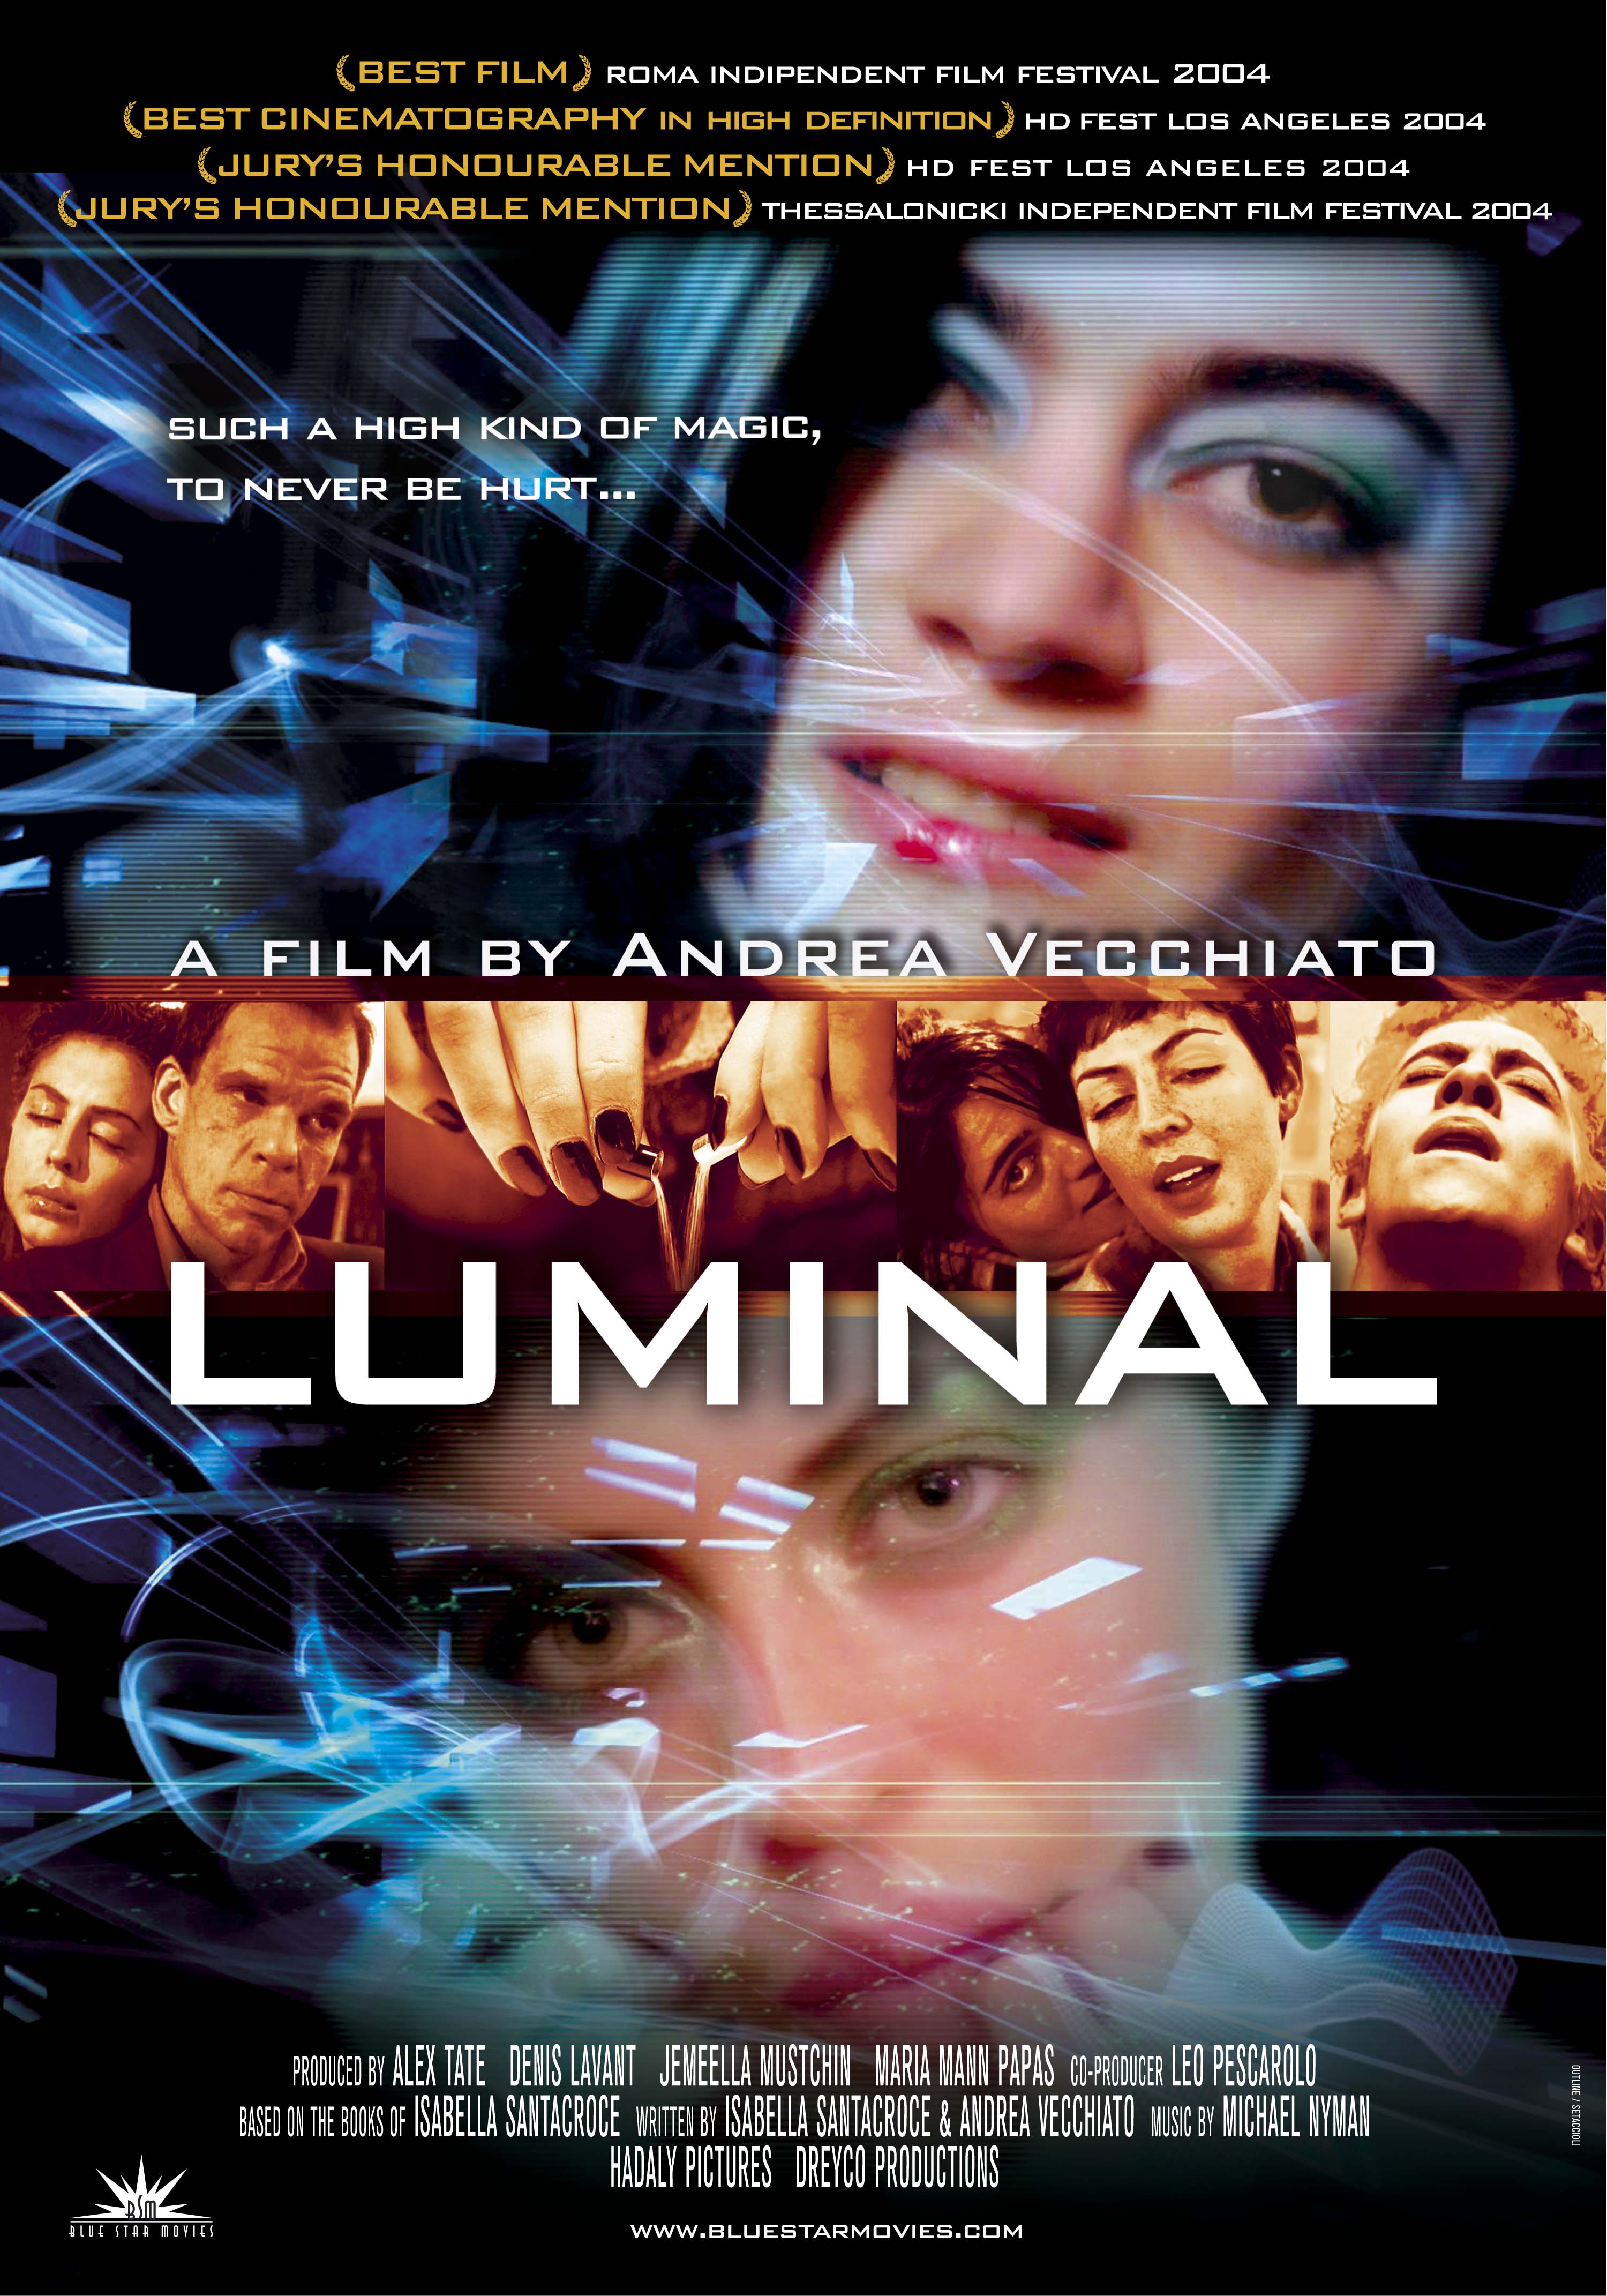 (BEST FILM) ROMA INDIPENDENT FILM FESTIVAL 2004
(BEST CINEMATOGRAPHY IN HIGH DEFINITION) HD FEST LOS ANGELES 2004
(JURY'S HONOURABLE MENTION) HD FEST LOS ANGELES 2004
(JURY'S HONOURABLE MENTION) THESSALONICKI INDEPENDENT FILM FESTIVAL 2004
SUCH A HIGH KIND OF MAGIC,
TO NEVER BE HURT...
A FILM BY ANDREA VECCHIATO
LUMINAL
PRODUCED BY ALEX TATE DENIS LAVANT JEMEELLA MUSTCHIN MARIA MANN PAPAS CO-PRODUCER LEO PESCAROLO
BASED ON THE BOOKS OF ISABELLA SANTACROCE WRITTEN BY ISABELLA SANTACROCE & ANDREA VECCHIATO MUSIC BY MICHAEL NYMAN
HADALY PICTURES DREYCO PRODUCTIONS
OUTLINE / SETACCIOLI
BSM
BLUE STAR MOVIES
WWW.BLUESTARMOVIES.COM